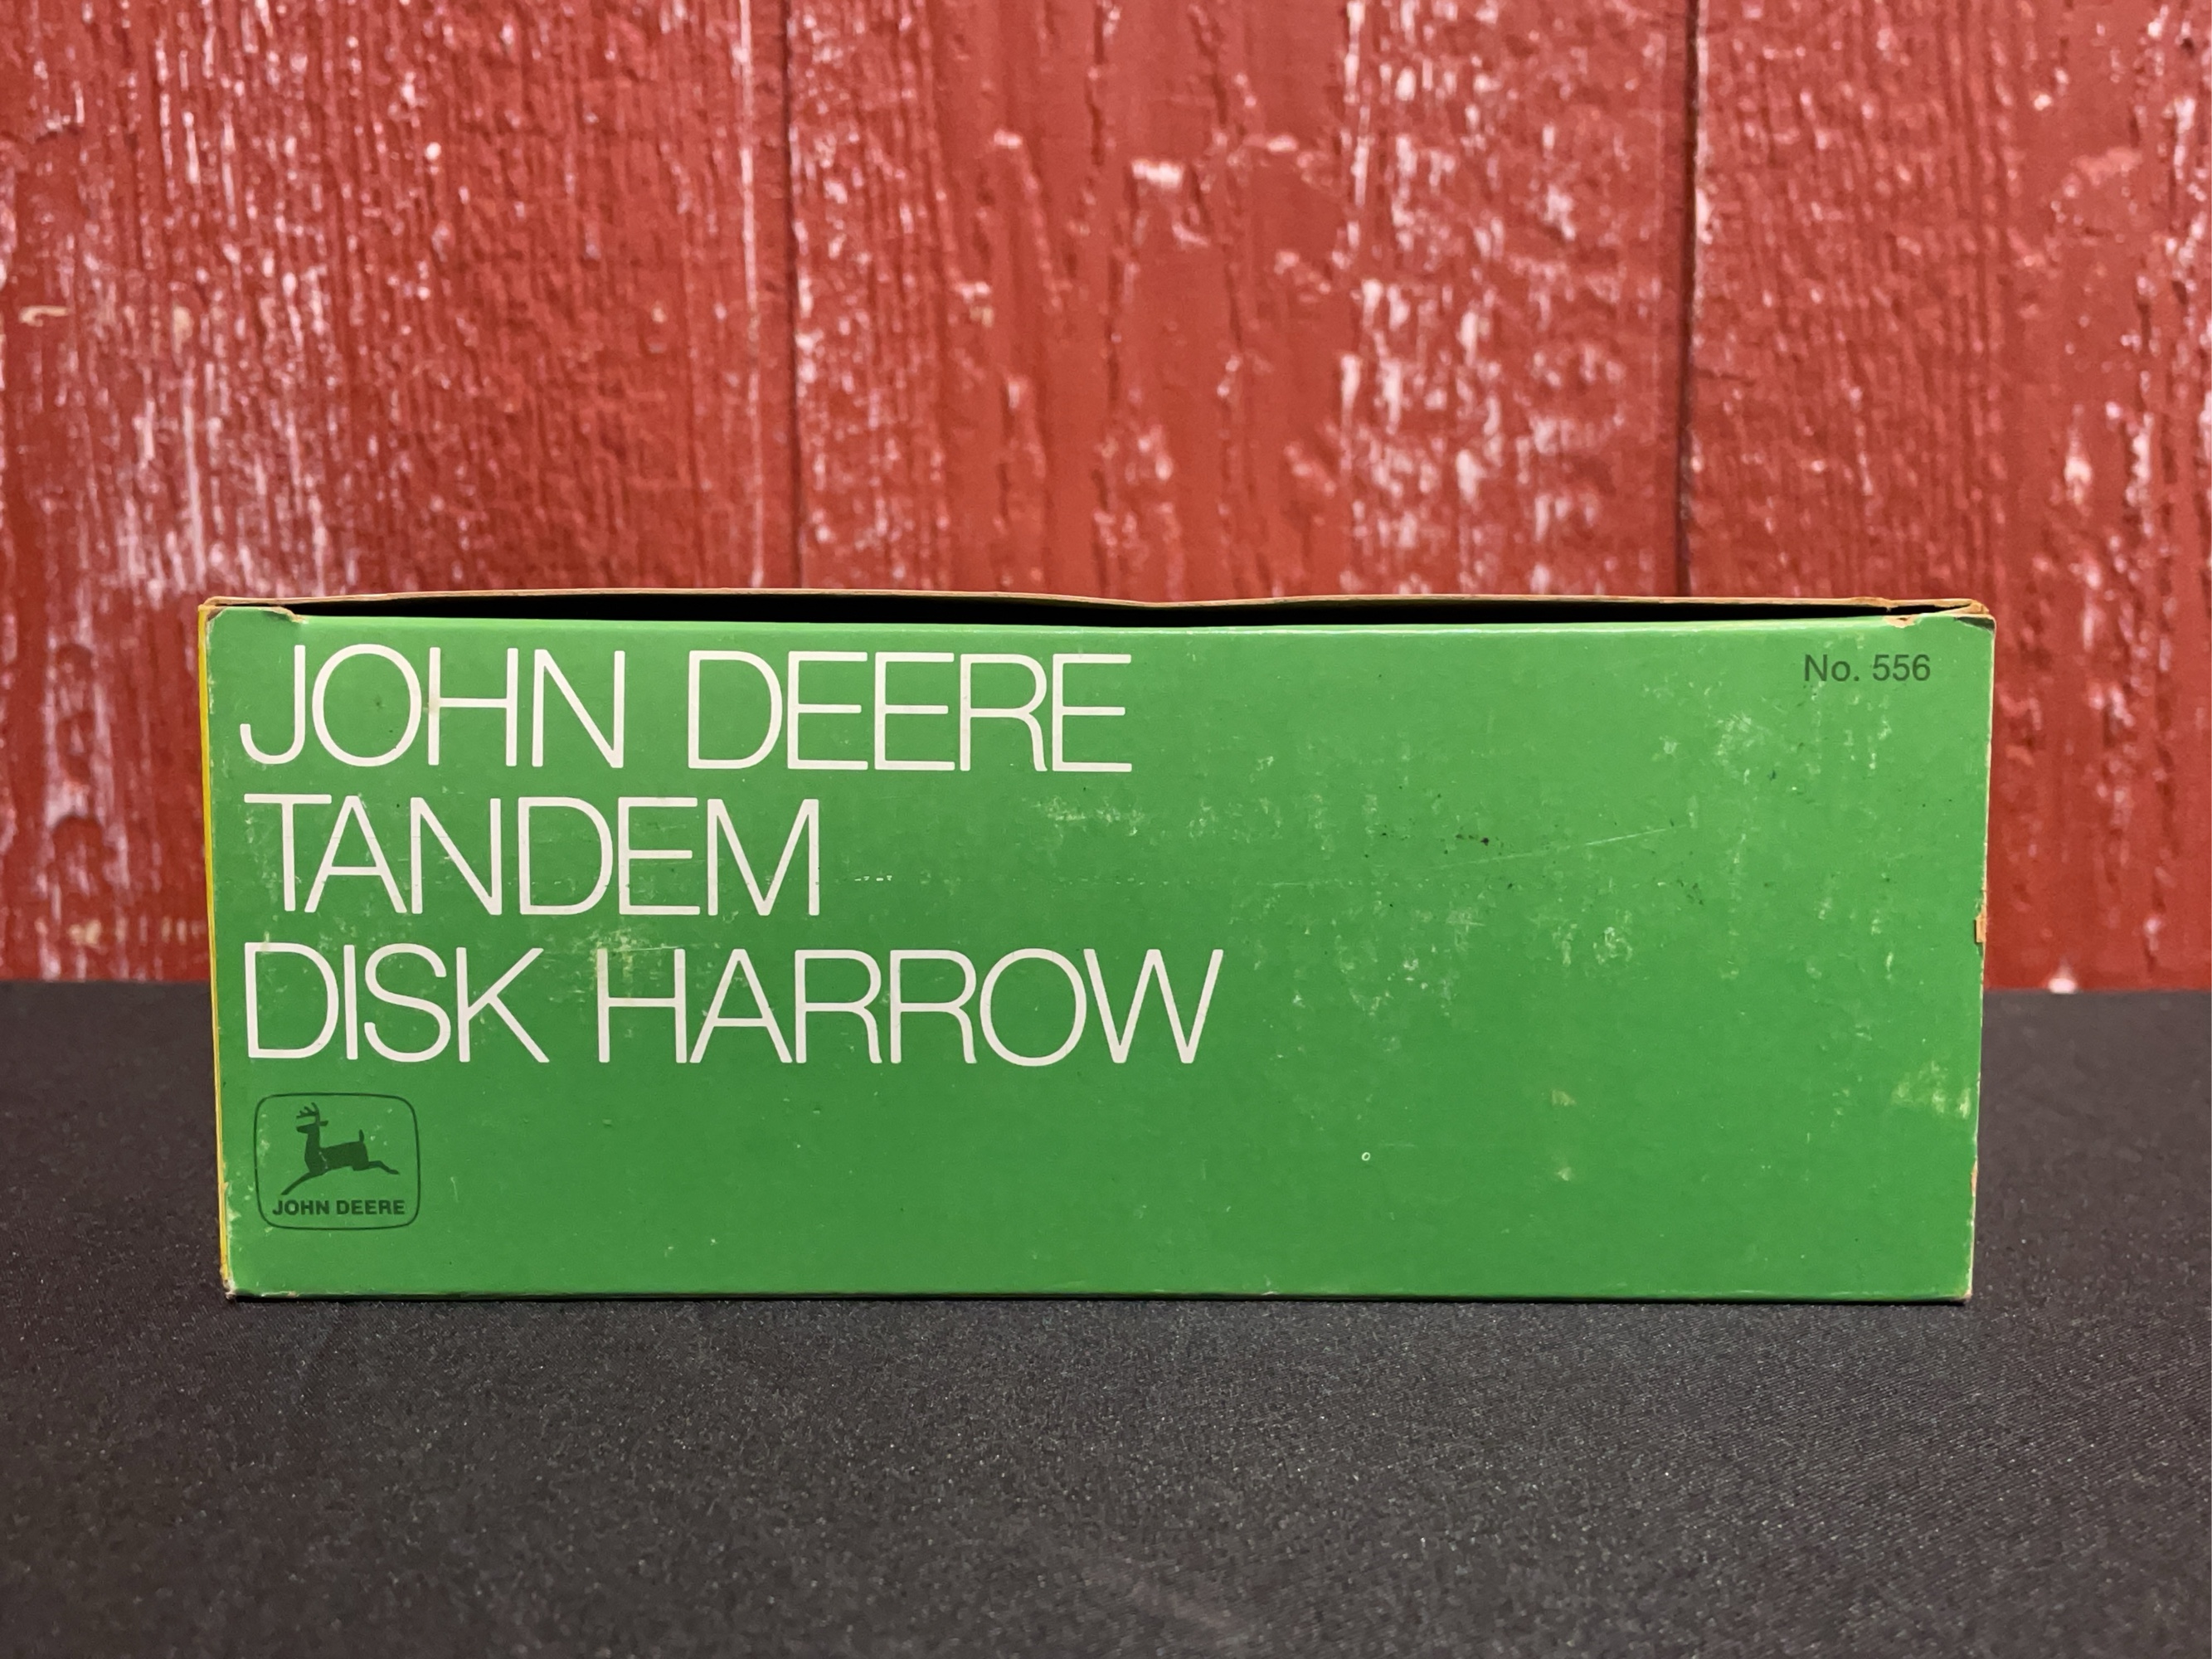 JOHN DEERE
No. 556
TANDEM
DISK HARROW
JOHN DEERE